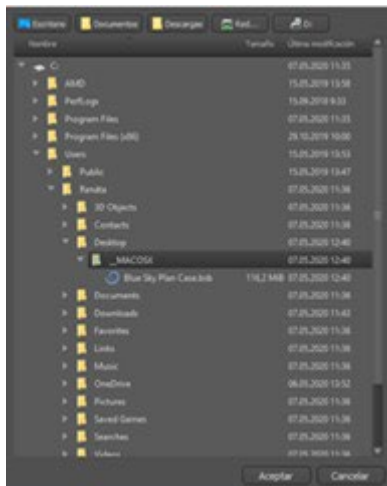 Escritorio Documentos Descargas Red... D:
Nombre Tamaño Última modificación
C: 07.05.2020 11:35
AMD 15.05.2019 13:58
PerfLogs 15.09.2018 9:33
Program Files 07.05.2020 11:35
Program Files (x86) 29.10.2019 10:00
Users 15.05.2019 13:53
Public 15.05.2019 13:47
Renata 07.05.2020 11:36
3D Objects 07.05.2020 11:36
Contacts 07.05.2020 11:36
Desktop 07.05.2020 12:40
__MACOSX 07.05.2020 12:40
Blue Sky Plan Case.bsb 116,2 MiB 07.05.2020 12:40
Documents 07.05.2020 11:36
Downloads 07.05.2020 11:43
Favorites 07.05.2020 11:36
Links 07.05.2020 11:36
Music 07.05.2020 11:36
OneDrive 06.03.2020 13:52
Pictures 07.05.2020 11:36
Saved Games 07.05.2020 11:36
Searches 07.05.2020 11:36
Videos 07.05.2020 11:36
Aceptar Cancelar